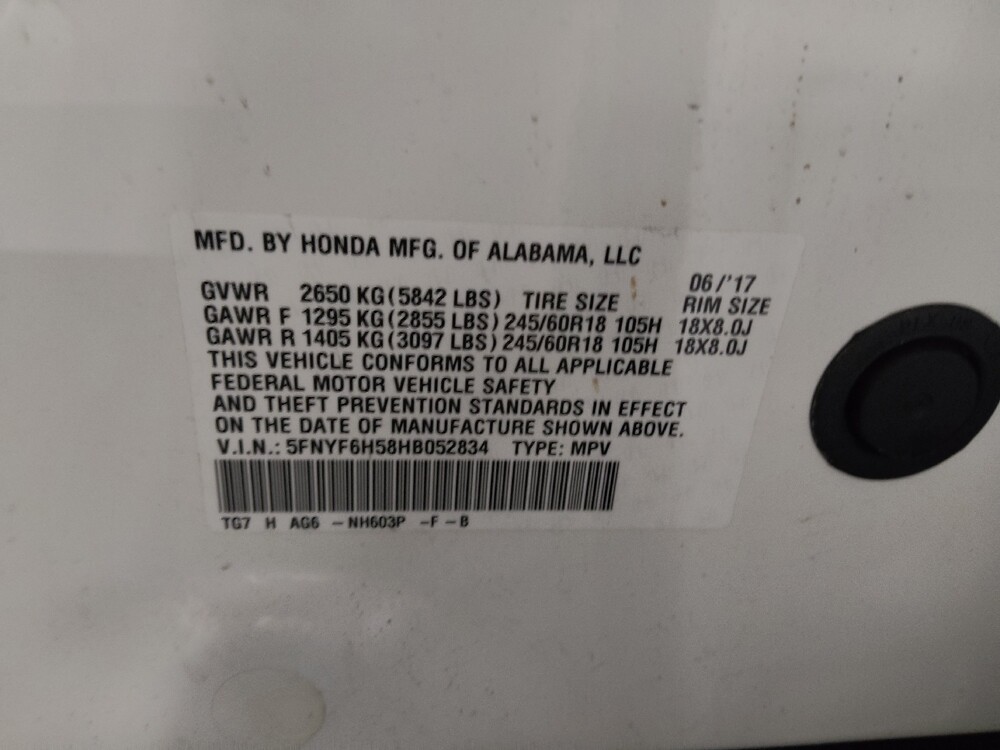 MFD. BY HONDA MFG. OF ALABAMA, LLC
06/'17
GVWR 2650 KG (5842 LBS) TIRE SIZE RIM SIZE
GAWR F 1295 KG (2855 LBS) 245/60R18 105H 18X8.0J
GAWR R 1405 KG (3097 LBS) 245/60R18 105H 18X8.0J
THIS VEHICLE CONFORMS TO ALL APPLICABLE
FEDERAL MOTOR VEHICLE SAFETY
AND THEFT PREVENTION STANDARDS IN EFFECT
ON THE DATE OF MANUFACTURE SHOWN ABOVE.
V.I.N.: 5FNYF6H58HB052834 TYPE: MPV
TG7 H AG6 -NH603P -F -B